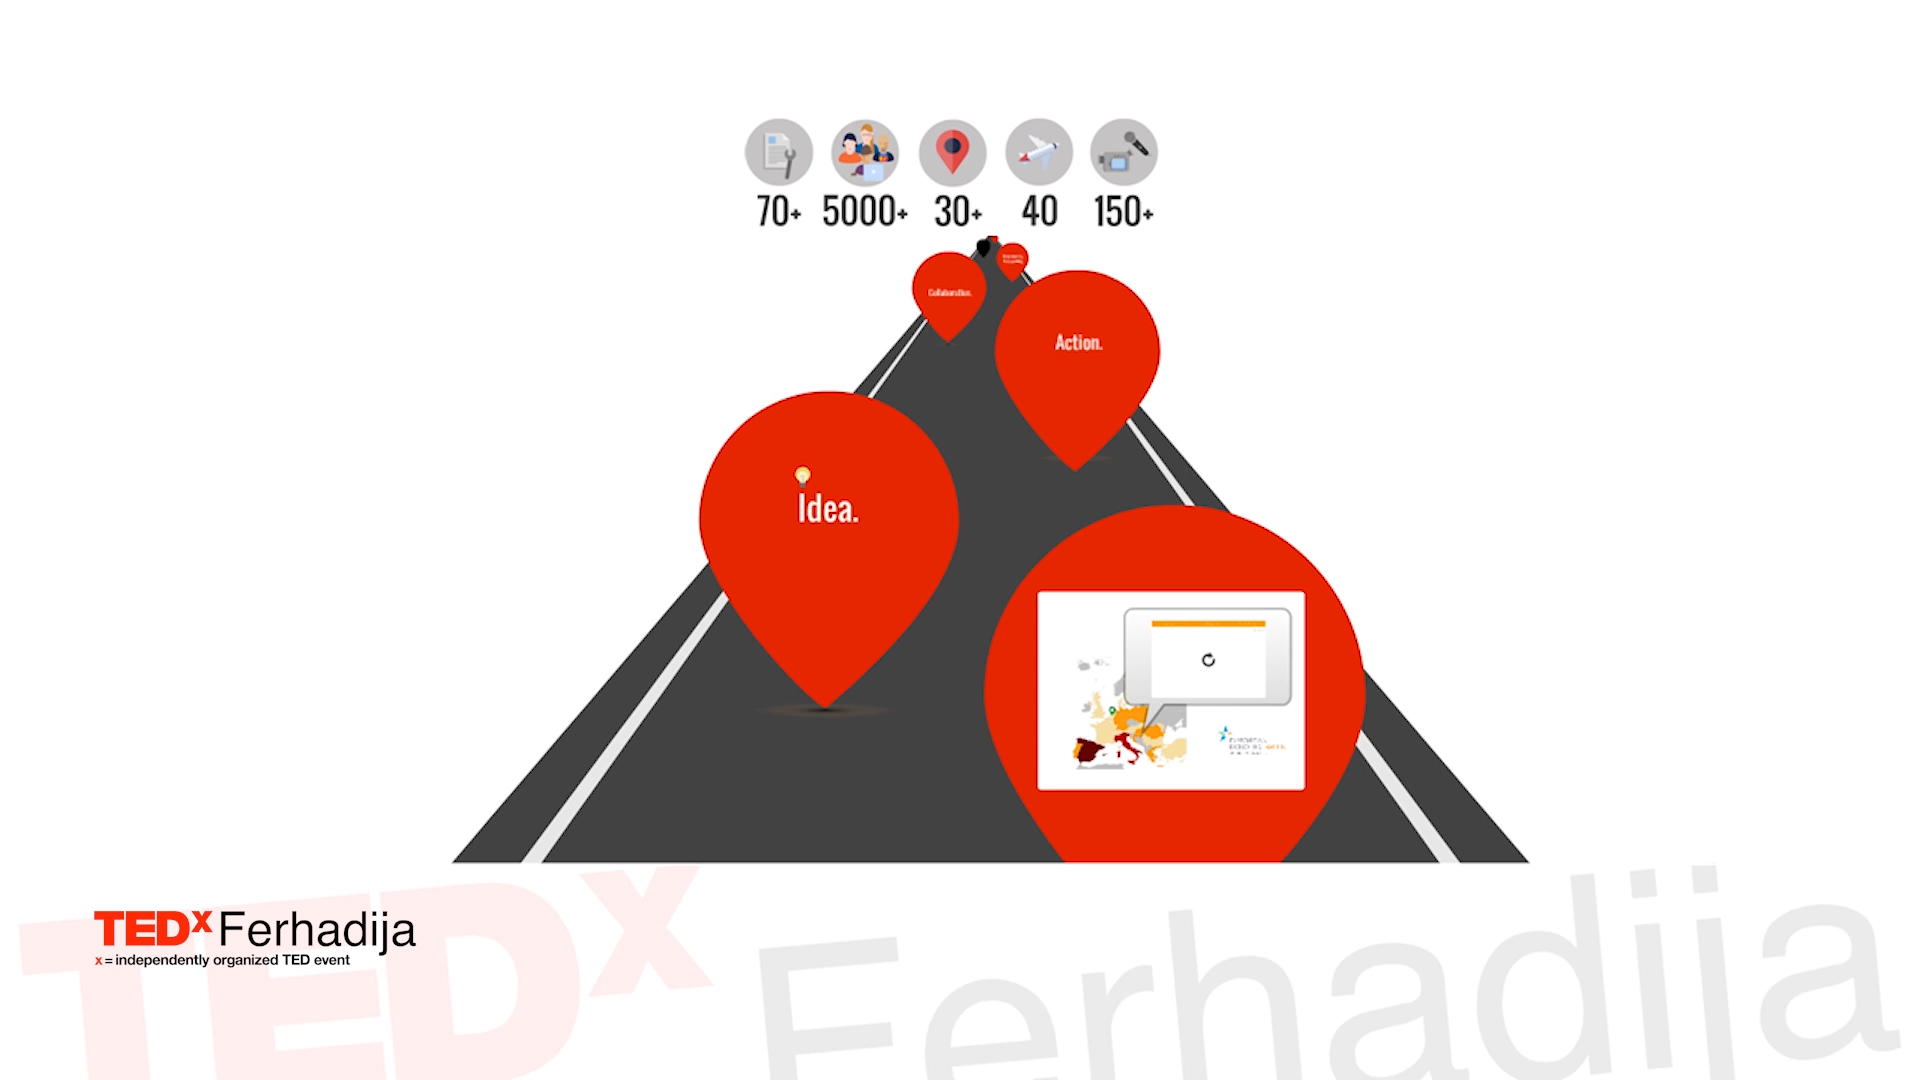 70+ 5000+ 30+ 40 150+
Collaboration.
Action.
Idea.
TEDx Ferhadija
x = independently organized TED event
TEDx Ferhadija